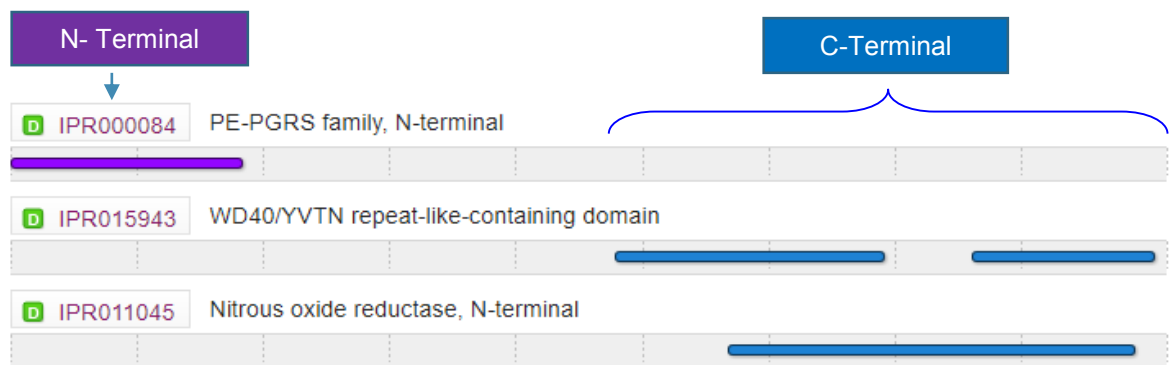 N- Terminal
C-Terminal
D IPR000084 PE-PGRS family, N-terminal
D IPR015943 WD40/YVTN repeat-like-containing domain
D IPR011045 Nitrous oxide reductase, N-terminal